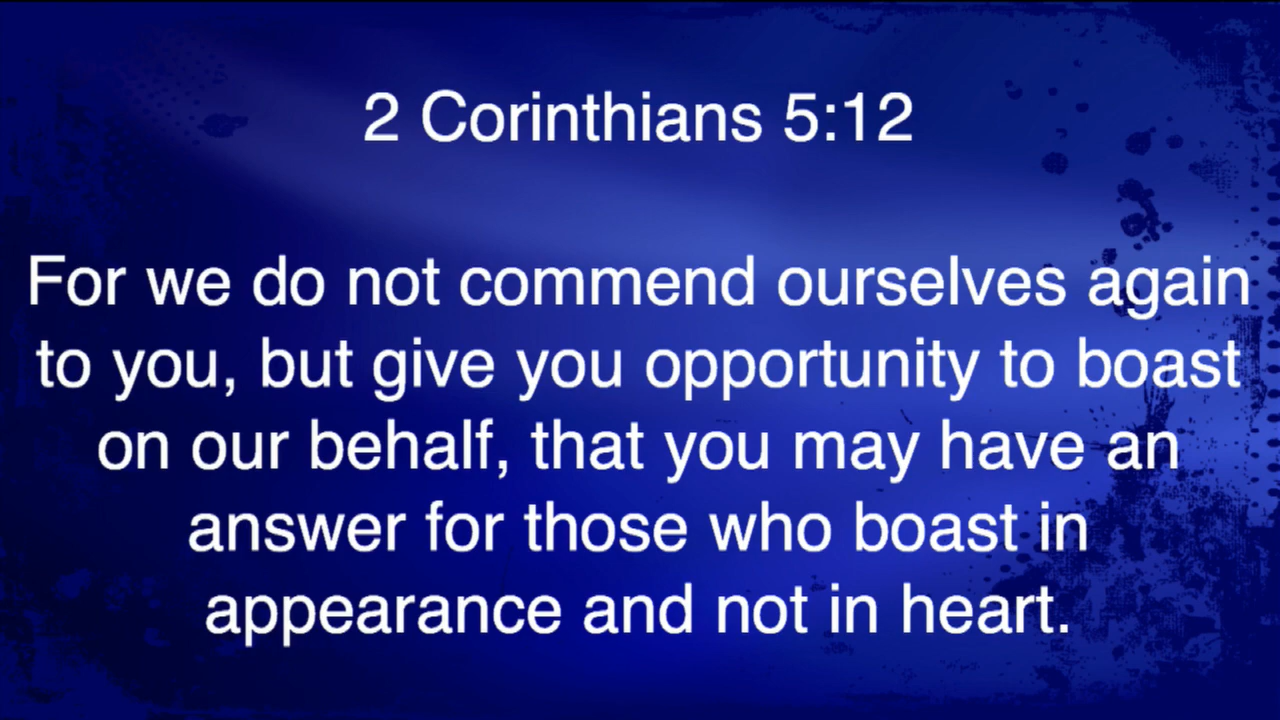 2 Corinthians 5:12
For we do not commend ourselves again
to you, but give you opportunity to boast
on our behalf, that you may have an
answer for those who boast in
appearance and not in heart.